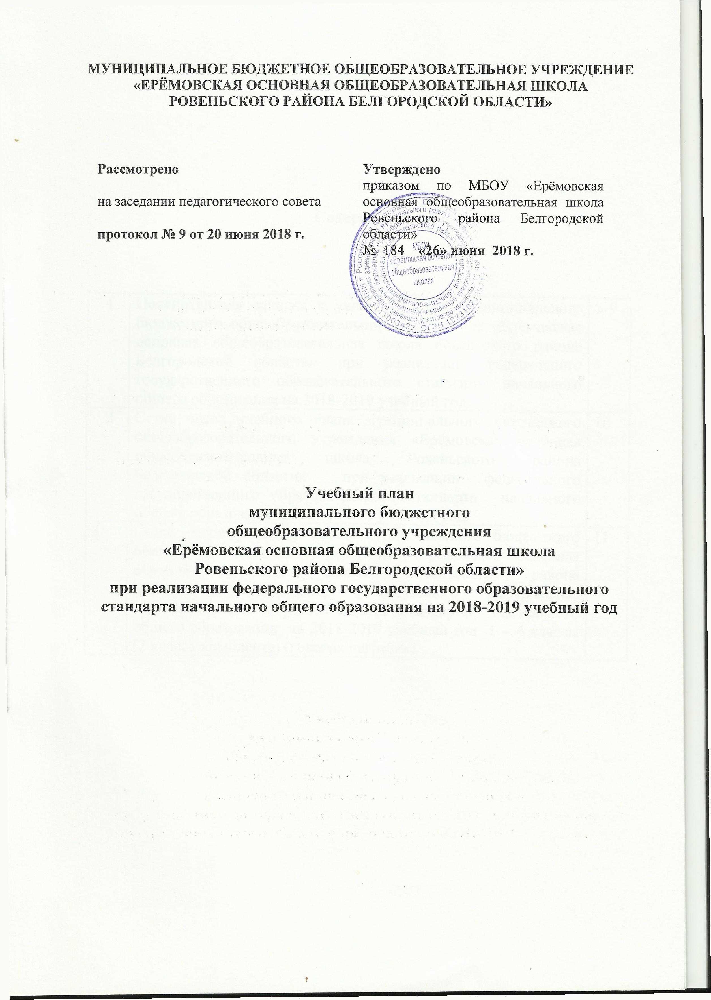 МУНИЦИПАЛЬНОЕ БЮДЖЕТНОЕ ОБЩЕОБРАЗОВАТЕЛЬНОЕ УЧРЕЖДЕНИЕ
«ЕРЁМОВСКАЯ ОСНОВНАЯ ОБЩЕОБРАЗОВАТЕЛЬНАЯ ШКОЛА
РОВЕНЬСКОГО РАЙОНА БЕЛГОРОДСКОЙ ОБЛАСТИ»
Рассмотрено
на заседании педагогического совета
протокол № 9 от 20 июня 2018 г.
Утверждено
приказом по МБОУ «Ерёмовская
основная общеобразовательная школа
Ровеньского района Белгородской
области»
№ 184 «26» июня 2018 г.
МБОУ
«Ерёмовская основная
общеобразовательная
школа»
ИНН 3117003432 ОГРН
Учебный план
муниципального бюджетного
общеобразовательного учреждения
«Ерёмовская основная общеобразовательная школа
Ровеньского района Белгородской области»
при реализации федерального государственного образовательного
стандарта начального общего образования на 2018-2019 учебный год